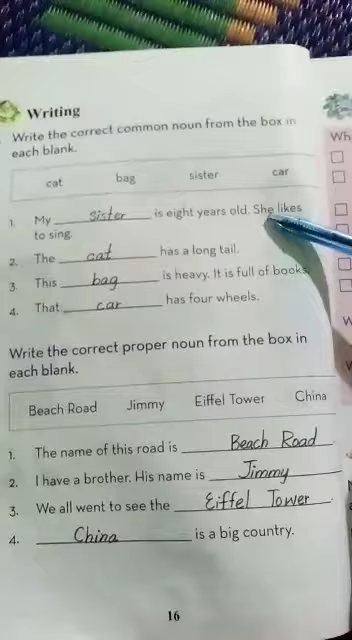 Writing
Write the correct common noun from the box in
each blank.
cat bag sister car
1. My sister is eight years old. She likes
to sing.
2. The cat has a long tail.
3. This bag is heavy. It is full of books.
4. That car has four wheels.
Write the correct proper noun from the box in
each blank.
Beach Road Jimmy Eiffel Tower China
1. The name of this road is Beach Road.
2. I have a brother. His name is Jimmy
3. We all went to see the Eiffel Tower.
4. China is a big country.
16
Wh